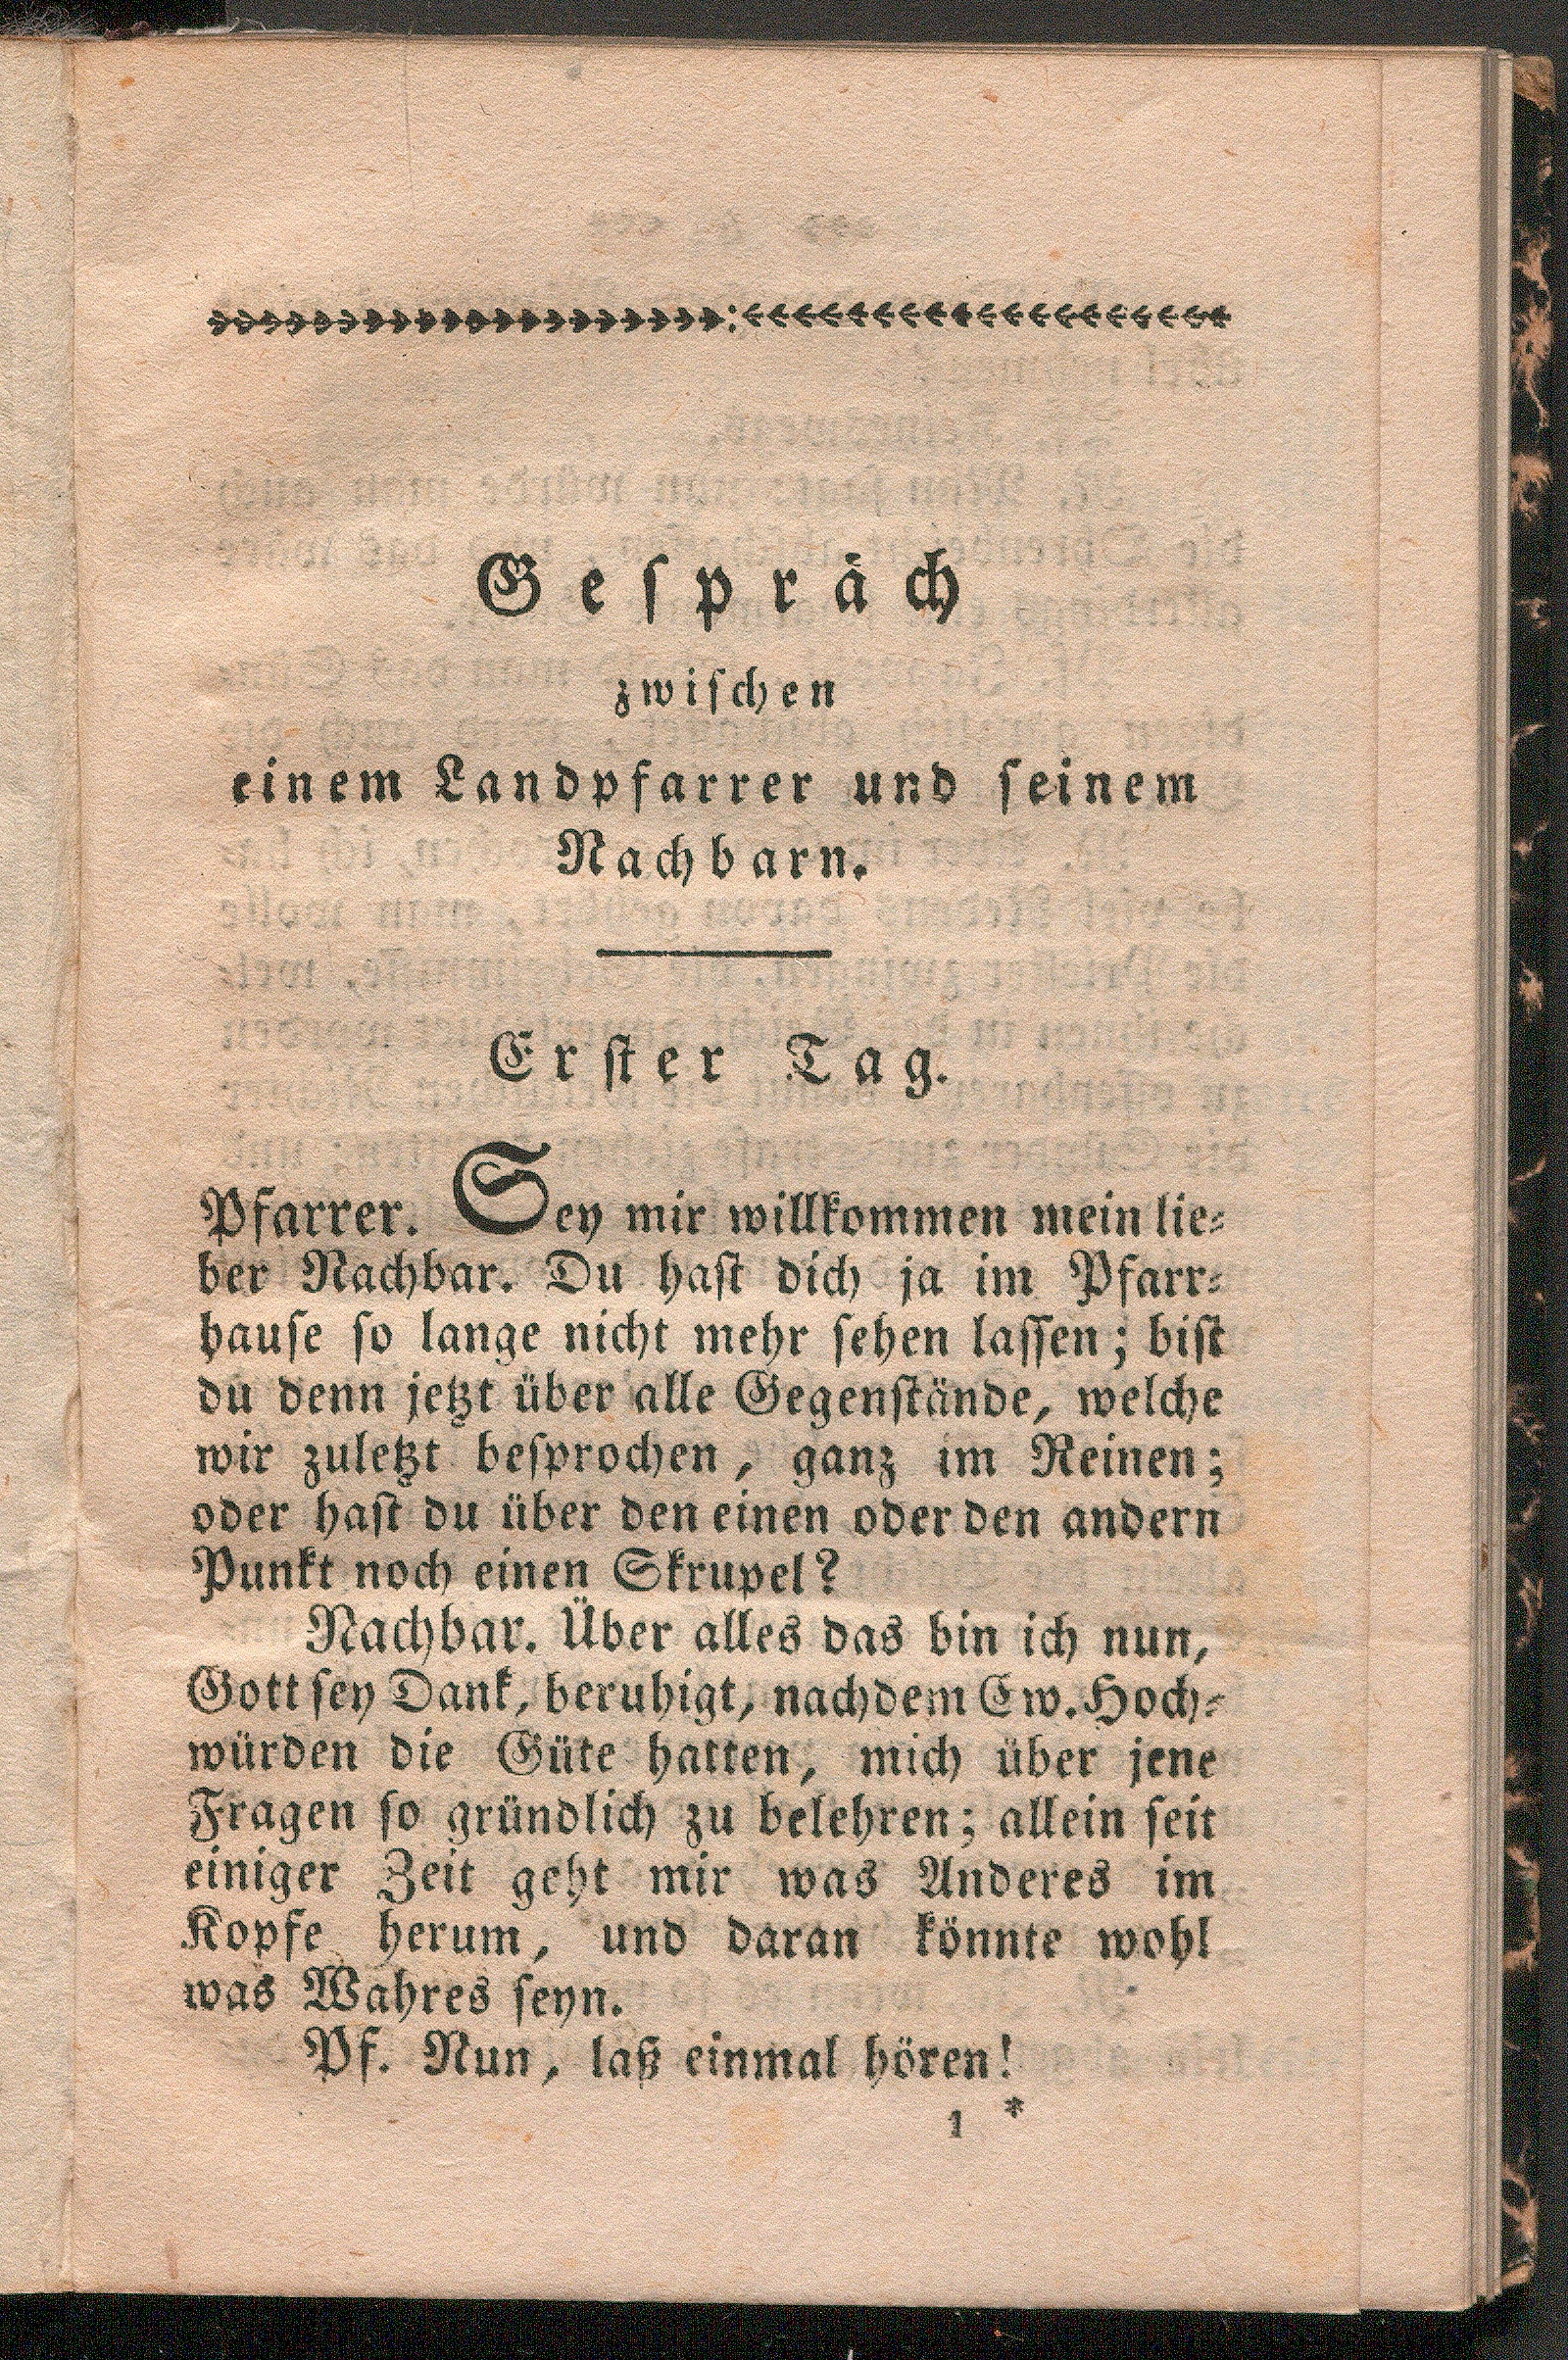 Gespräch
zwischen
einem Landpfarrer und seinem
Nachbarn.
Erster Tag.
Pfarrer. Sey mir willkommen mein lie-
ber Nachbar. Du hast dich ja im Pfarr-
hause so lange nicht mehr sehen lassen; bist
du denn jetzt über alle Gegenstände, welche
wir zuletzt besprochen, ganz im Reinen;
oder hast du über den einen oder den andern
Punkt noch einen Skrupel?
Nachbar. Über alles das bin ich nun,
Gott sey Dank, beruhigt, nachdem Ew. Hoch-
würden die Güte hatten, mich über jene
Fragen so gründlich zu belehren; allein seit
einiger Zeit geht mir was Anderes im
Kopfe herum, und daran könnte wohl
was Wahres seyn.
Pf. Nun, laß einmal hören!
1 *